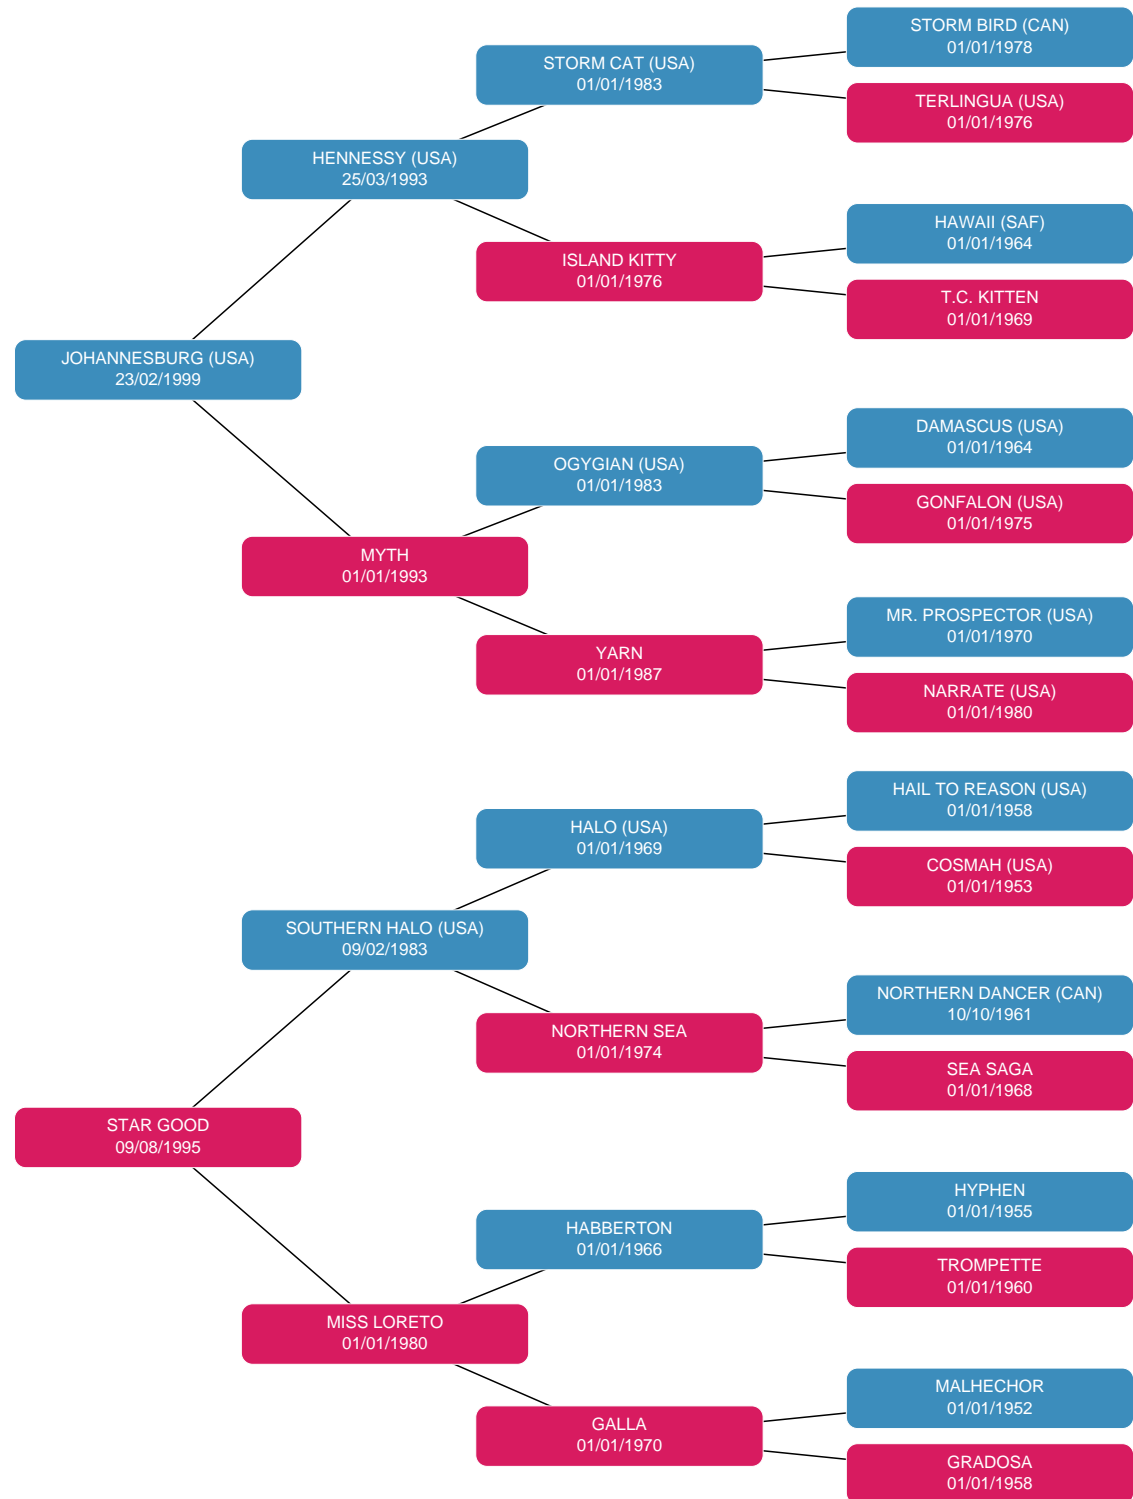 STORM BIRD (CAN)
01/01/1978
STORM CAT (USA)
01/01/1983
TERLINGUA (USA)
01/01/1976
HENNESSY (USA)
25/03/1993
HAWAII (SAF)
01/01/1964
ISLAND KITTY
01/01/1976
T.C. KITTEN
01/01/1969
JOHANNESBURG (USA)
23/02/1999
DAMASCUS (USA)
01/01/1964
OGYGIAN (USA)
01/01/1983
GONFALON (USA)
01/01/1975
MYTH
01/01/1993
MR. PROSPECTOR (USA)
01/01/1970
YARN
01/01/1987
NARRATE (USA)
01/01/1980
HAIL TO REASON (USA)
01/01/1958
HALO (USA)
01/01/1969
COSMAH (USA)
01/01/1953
SOUTHERN HALO (USA)
09/02/1983
NORTHERN DANCER (CAN)
10/10/1961
NORTHERN SEA
01/01/1974
SEA SAGA
01/01/1968
STAR GOOD
09/08/1995
HYPHEN
01/01/1955
HABBERTON
01/01/1966
TROMPETTE
01/01/1960
MISS LORETO
01/01/1980
MALHECHOR
01/01/1952
GALLA
01/01/1970
GRADOSA
01/01/1958